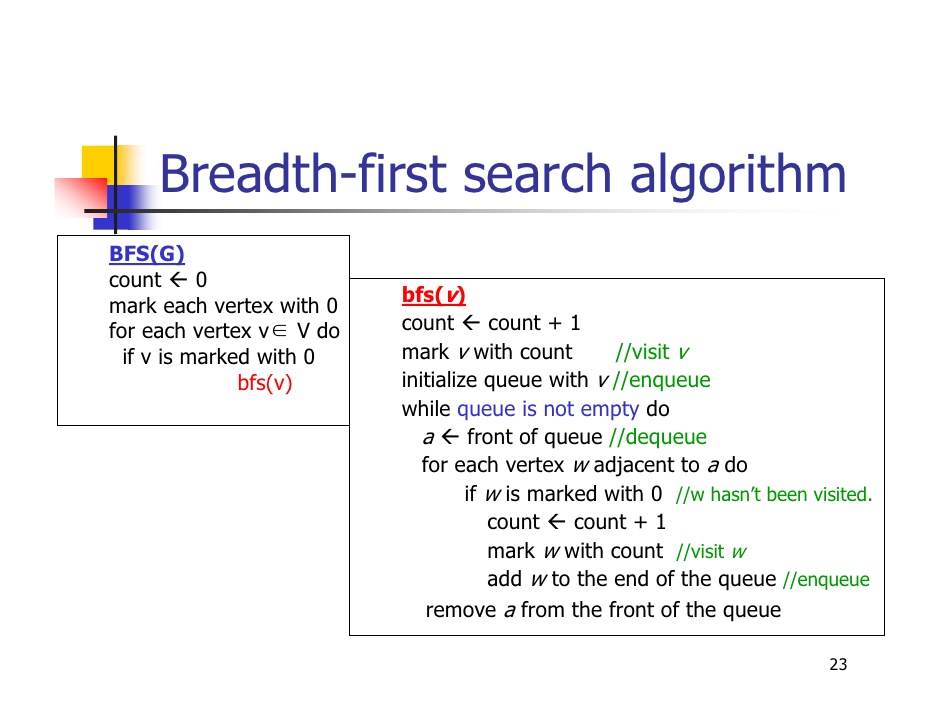 Breadth-first search algorithm
BFS(G)
count ← 0
mark each vertex with 0
for each vertex v∈ V do
if v is marked with 0
bfs(v)
bfs(v)
count ← count + 1
mark v with count //visit v
initialize queue with v //enqueue
while queue is not empty do
a ← front of queue //dequeue
for each vertex w adjacent to a do
if w is marked with 0 //w hasn’t been visited.
count ← count + 1
mark w with count //visit w
add w to the end of the queue //enqueue
remove a from the front of the queue
23